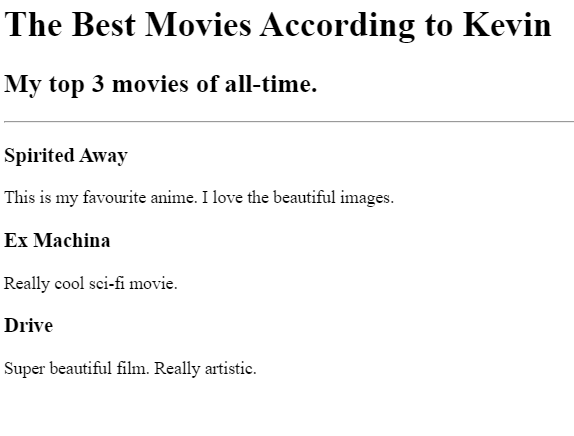 The Best Movies According to Kevin
My top 3 movies of all-time.
Spirited Away
This is my favourite anime. I love the beautiful images.
Ex Machina
Really cool sci-fi movie.
Drive
Super beautiful film. Really artistic.